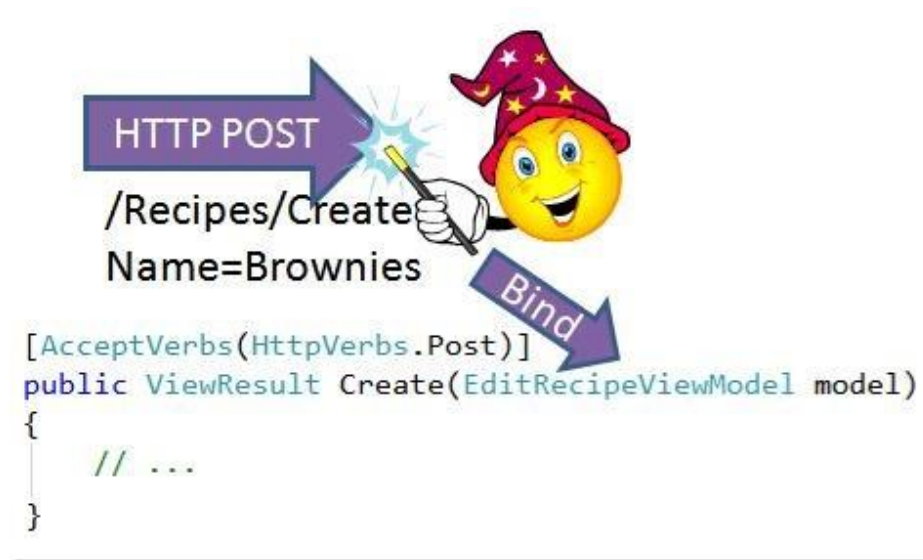 HTTP POST
/Recipes/Create
Name=Brownies
Bind
[AcceptVerbs(HttpVerbs.Post)]
public ViewResult Create(EditRecipeViewModel model)
{
    // ...
}